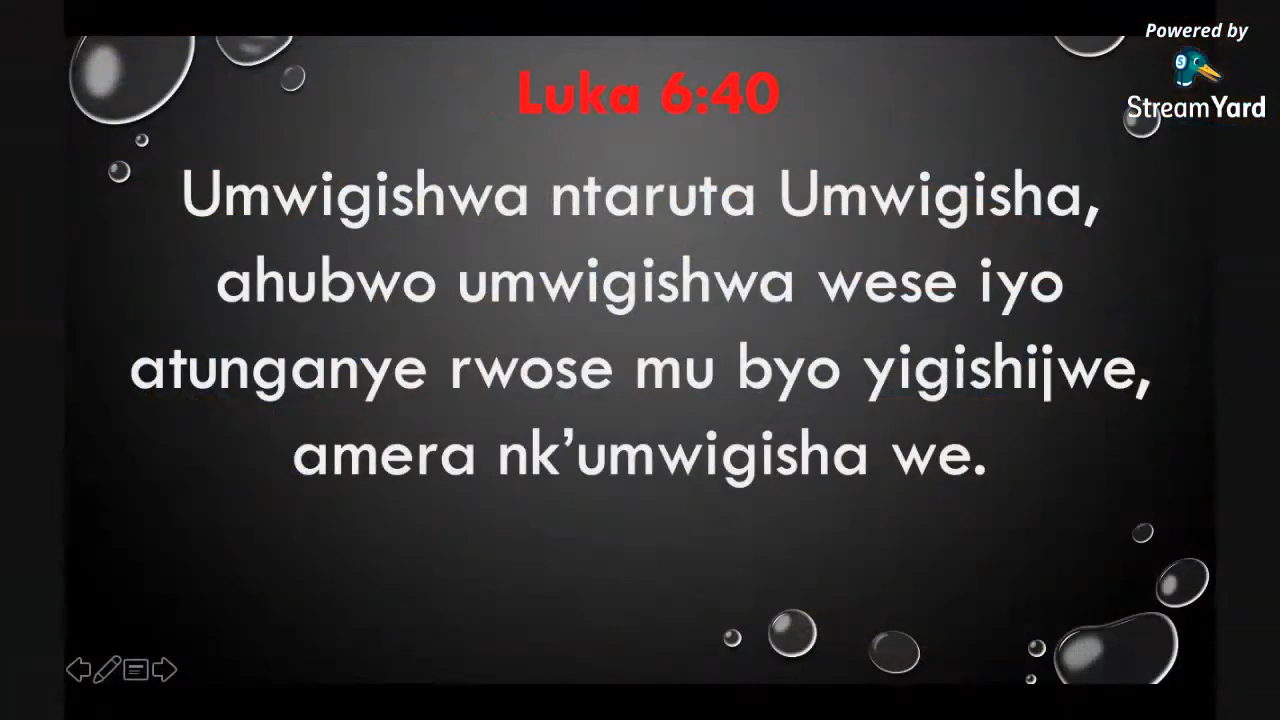 Powered by
StreamYard
Luka 6:40
Umwigishwa ntaruta Umwigisha,
ahubwo umwigishwa wese iyo
atunganye rwose mu byo yigishijwe,
amera nk’umwigisha we.